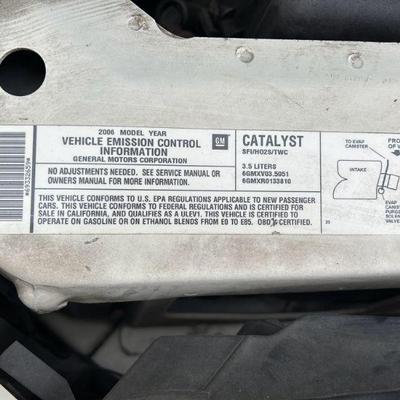 2006 MODEL YEAR
VEHICLE EMISSION CONTROL
INFORMATION
GENERAL MOTORS CORPORATION
GM
CATALYST
SFI/HO2S/TWC
NO ADJUSTMENTS NEEDED. SEE SERVICE MANUAL OR
OWNERS MANUAL FOR MORE INFORMATION.
3.5 LITERS
6GMXV03.5051
6GMXR0133810
THIS VEHICLE CONFORMS TO U.S. EPA REGULATIONS APPLICABLE TO NEW PASSENGER
CARS. THIS VEHICLE CONFORMS TO FEDERAL REGULATIONS AND IS CERTIFIED FOR
SALE IN CALIFORNIA, AND QUALIFIES AS A ULEV1. THIS VEHICLE IS CERTIFIED TO
OPERATE ON GASOLINE OR ON ETHANOL BLENDS FROM E0 TO E85. OBD CERTIFIED.
TO EVAP
CANISTER
INTAKE